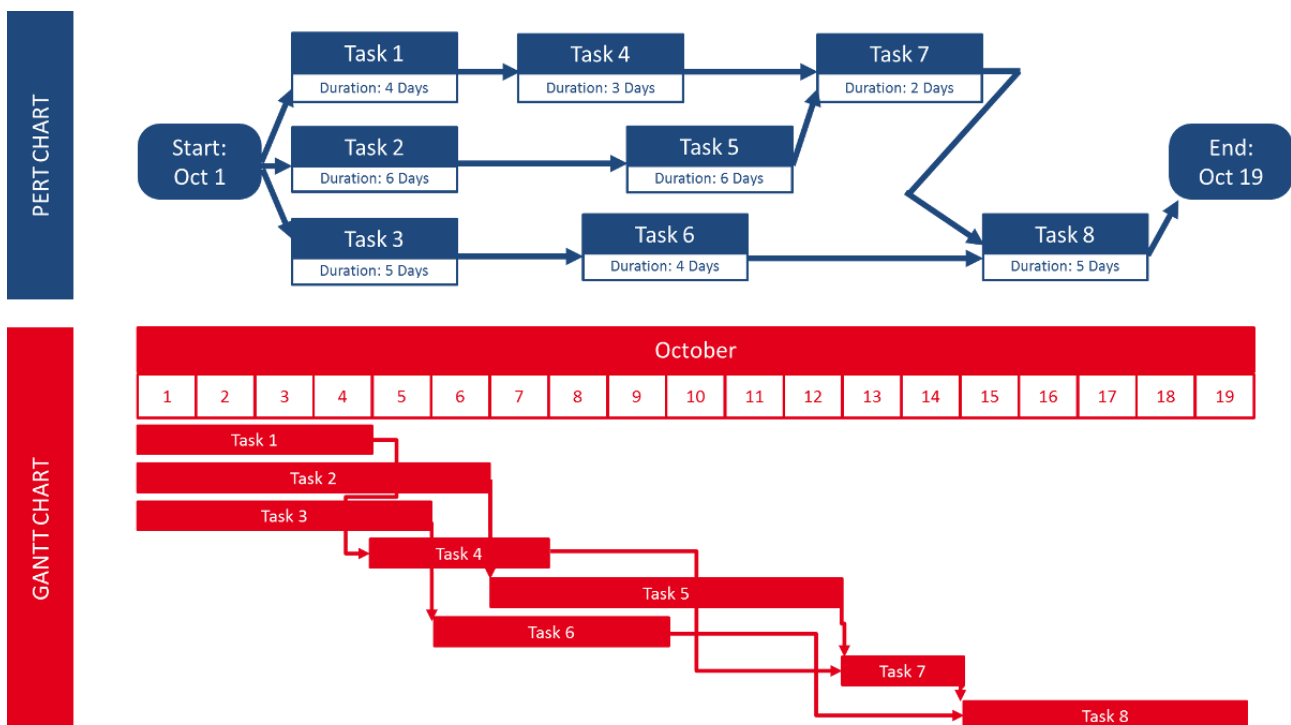 PERT CHART
Task 1
Duration: 4 Days
Task 4
Duration: 3 Days
Task 7
Duration: 2 Days
Start:
Oct 1
Task 2
Duration: 6 Days
Task 5
Duration: 6 Days
End:
Oct 19
Task 3
Duration: 5 Days
Task 6
Duration: 4 Days
Task 8
Duration: 5 Days
GANTT CHART
October
1 2 3 4 5 6 7 8 9 10 11 12 13 14 15 16 17 18 19
Task 1
Task 2
Task 3
Task 4
Task 5
Task 6
Task 7
Task 8